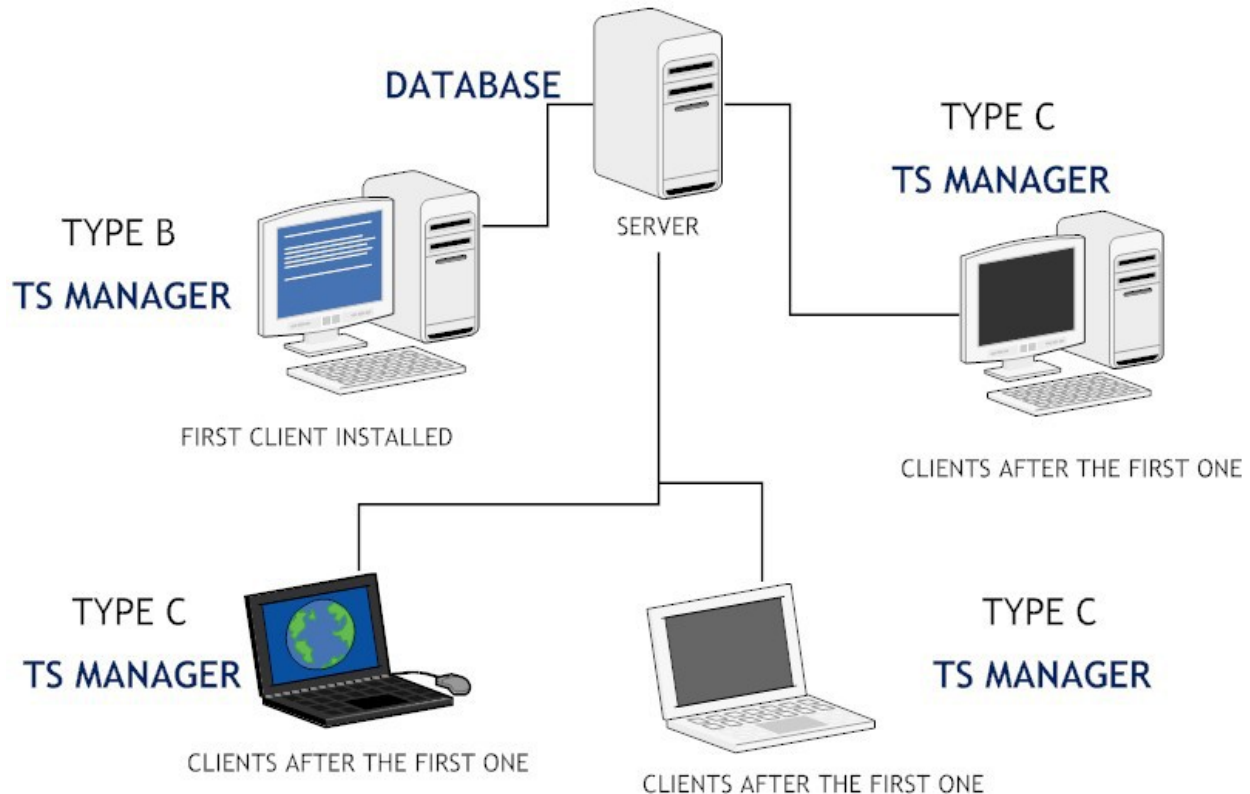 DATABASE
SERVER
TYPE B
TS MANAGER
FIRST CLIENT INSTALLED
TYPE C
TS MANAGER
CLIENTS AFTER THE FIRST ONE
TYPE C
TS MANAGER
CLIENTS AFTER THE FIRST ONE
TYPE C
TS MANAGER
CLIENTS AFTER THE FIRST ONE